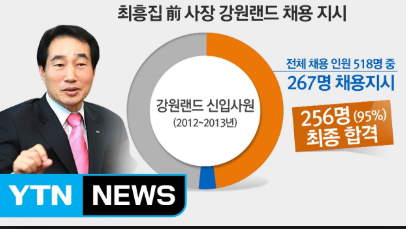 최흥집 前 사장 강원랜드 채용 지시
전체 채용 인원 518명 중
267명 채용지시
강원랜드 신입사원
(2012~2013년)
256명 (95%)
최종 합격
YTN NEWS